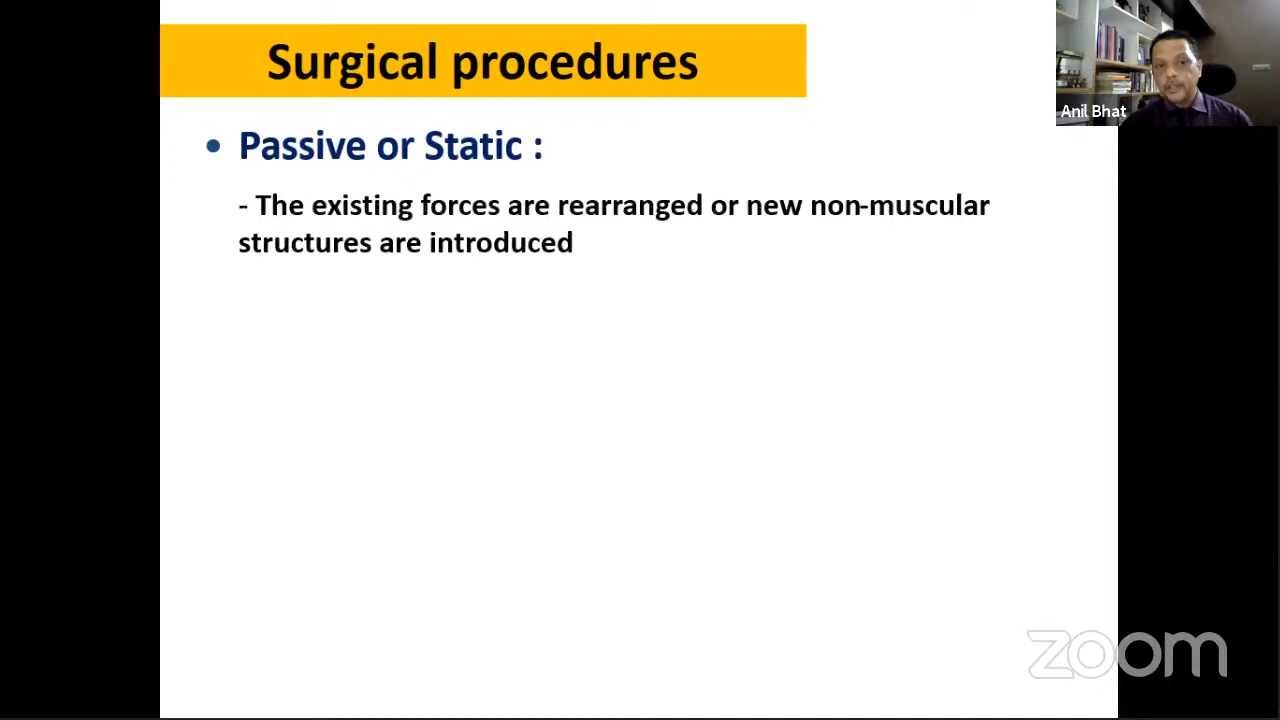 Surgical procedures
Anil Bhat
• Passive or Static :
- The existing forces are rearranged or new non-muscular
structures are introduced
zoom